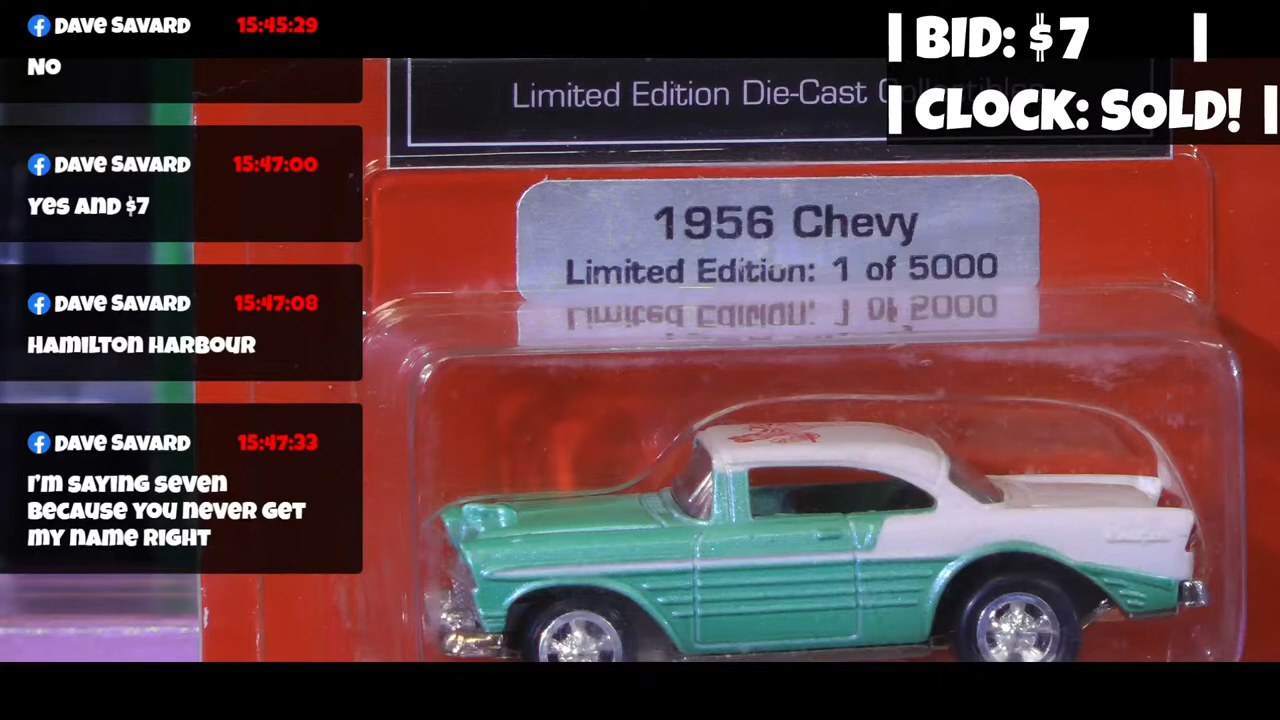 DAVE SAVARD 15:45:29
No
DAVE SAVARD 15:47:00
Yes and $7
DAVE SAVARD 15:47:08
Hamilton Harbour
DAVE SAVARD 15:47:33
I'm saying seven
because you never get
my name right
| BID: $7 |
| CLOCK: SOLD! |
Limited Edition Die-Cast Collectibles
1956 Chevy
Limited Edition: 1 of 5000